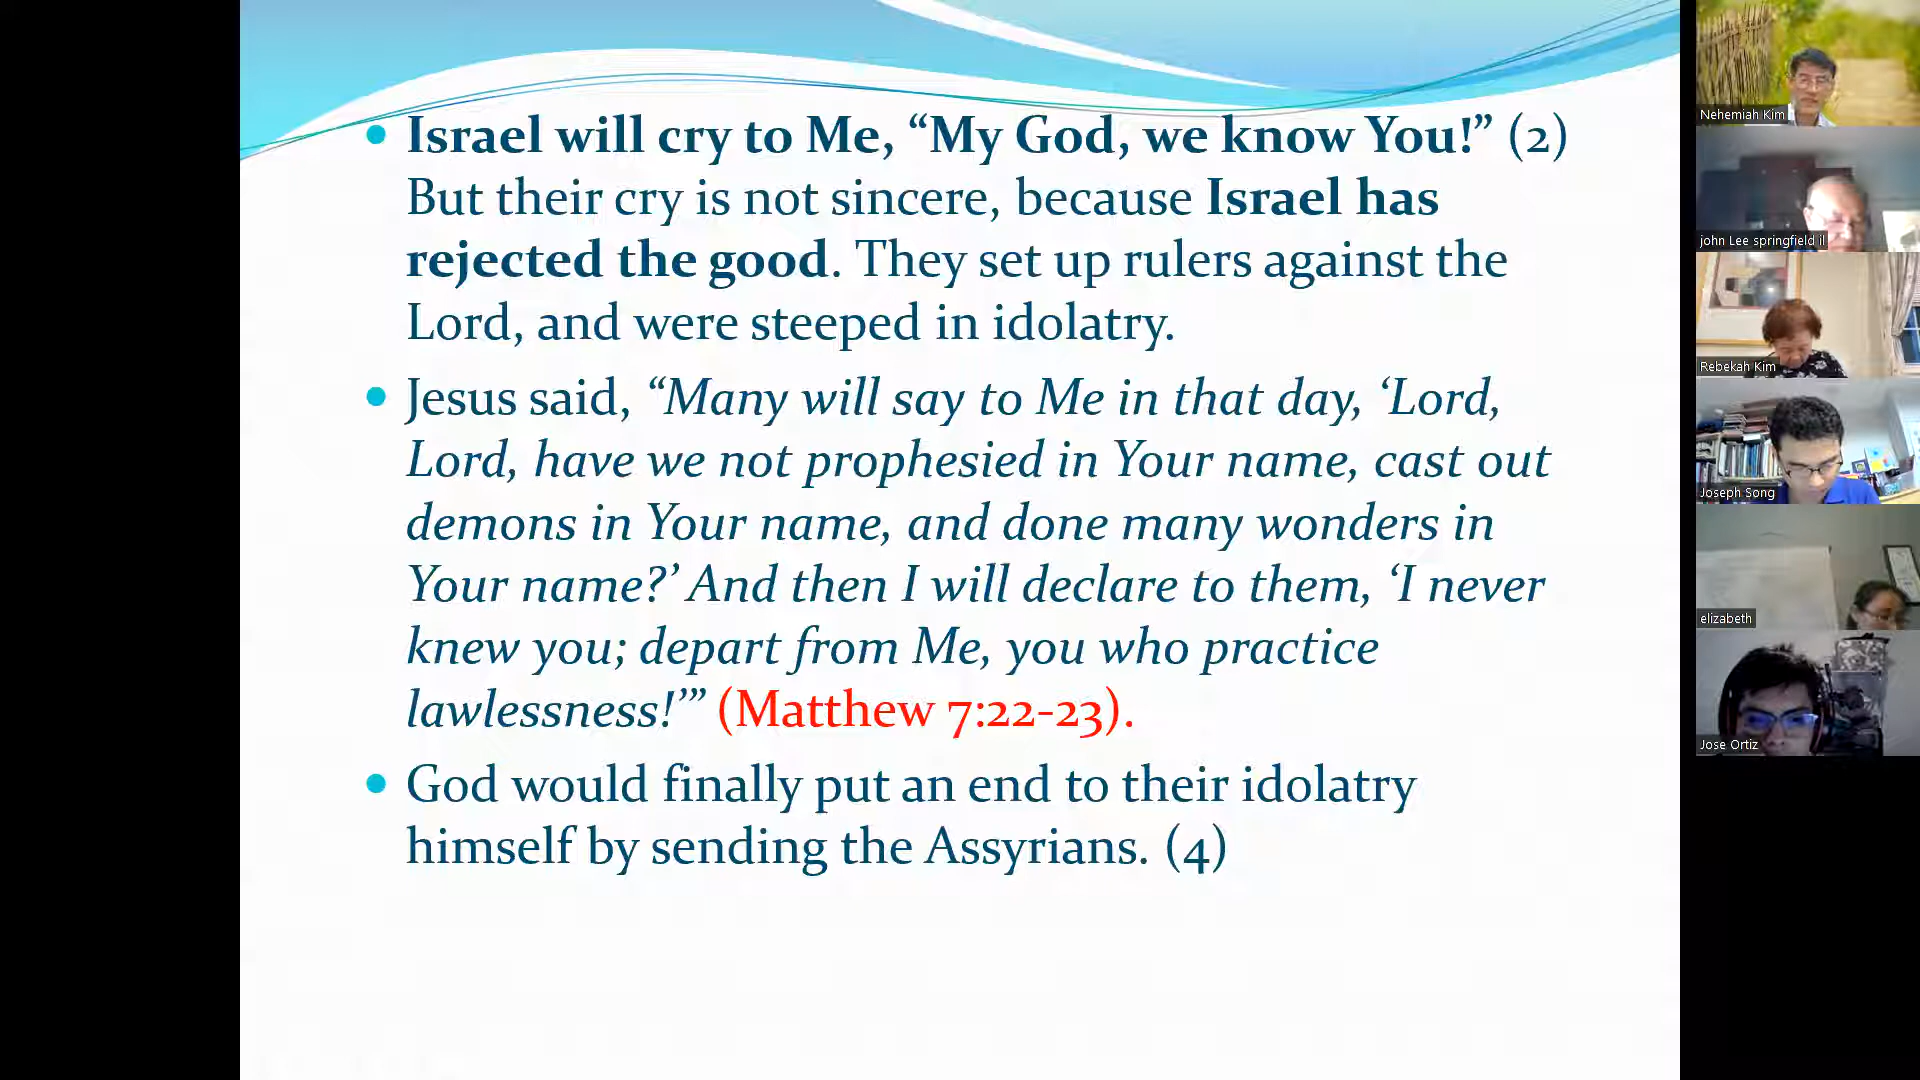 Israel will cry to Me, “My God, we know You!” (2)
But their cry is not sincere, because Israel has
rejected the good. They set up rulers against the
Lord, and were steeped in idolatry.
Jesus said, “Many will say to Me in that day, ‘Lord,
Lord, have we not prophesied in Your name, cast out
demons in Your name, and done many wonders in
Your name?’ And then I will declare to them, ‘I never
knew you; depart from Me, you who practice
lawlessness!’” (Matthew 7:22-23).
God would finally put an end to their idolatry
himself by sending the Assyrians. (4)
Nehemiah Kim
john Lee springfield il
Rebekah Kim
Joseph Song
elizabeth
Jose Ortiz